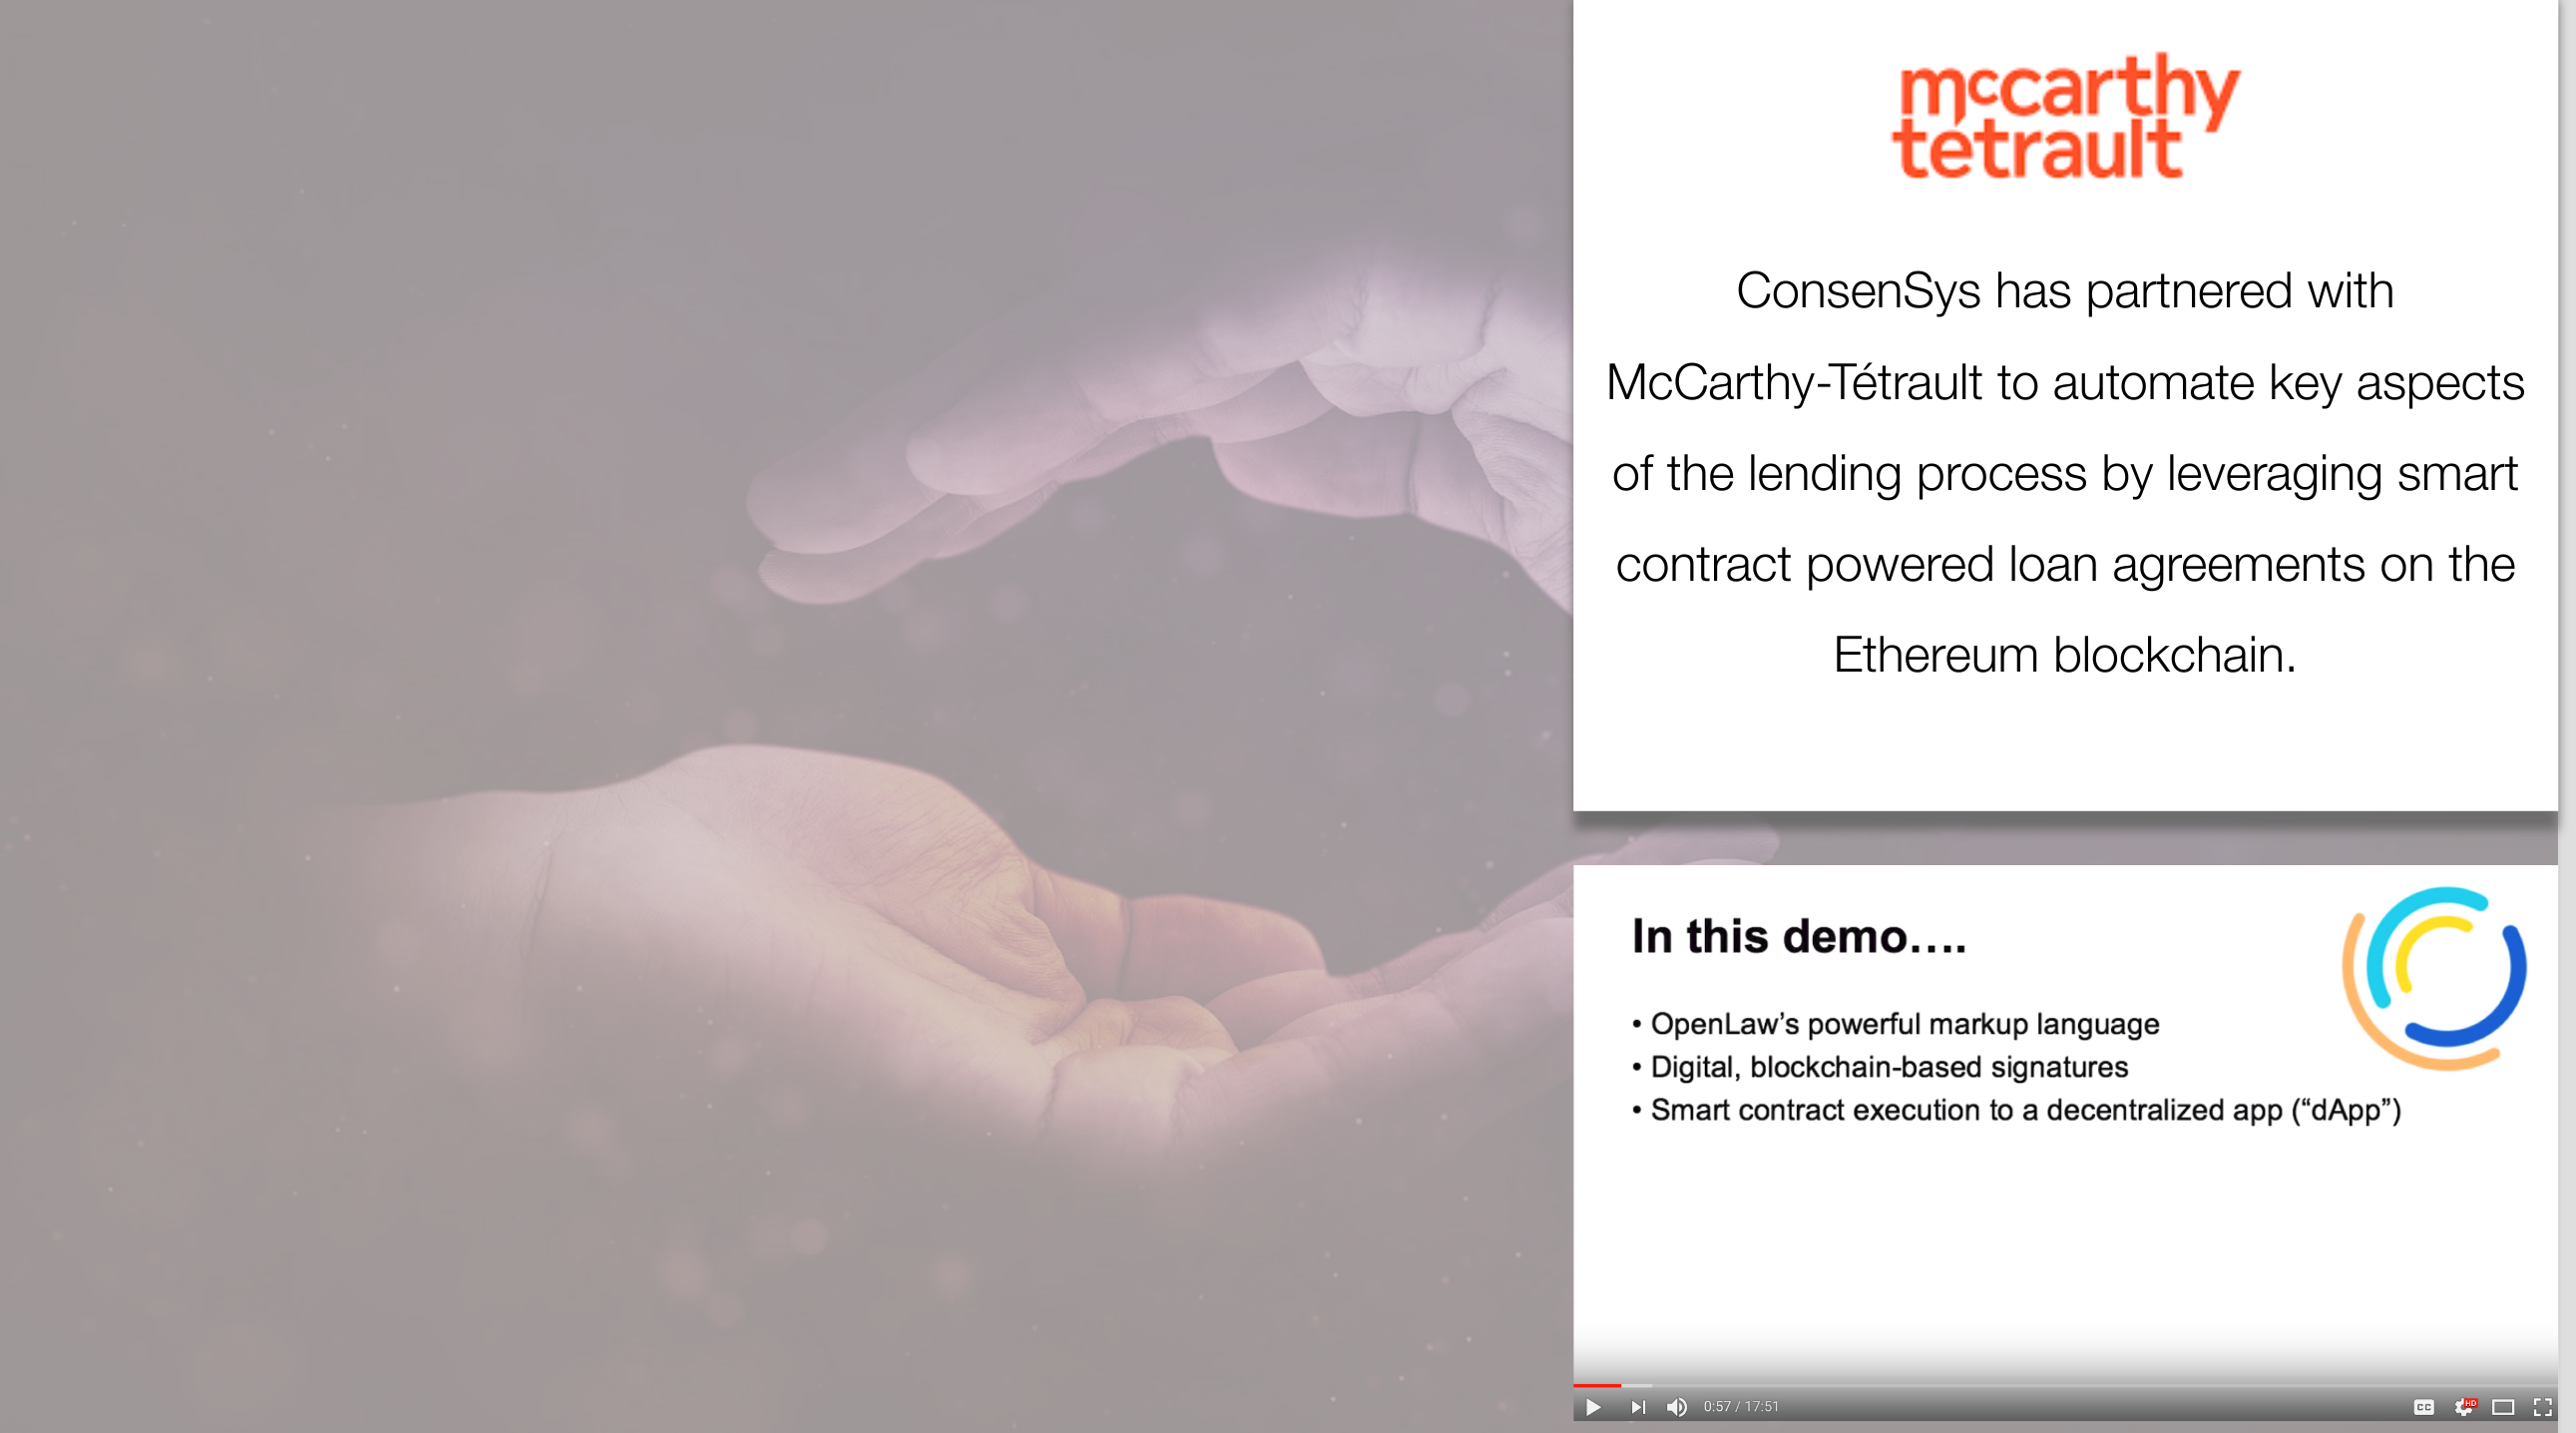 mccarthy
tétrault
ConsenSys has partnered with
McCarthy-Tétrault to automate key aspects
of the lending process by leveraging smart
contract powered loan agreements on the
Ethereum blockchain.
In this demo....
• OpenLaw’s powerful markup language
• Digital, blockchain-based signatures
• Smart contract execution to a decentralized app (“dApp”)
0:57 / 17:51
CC
HD